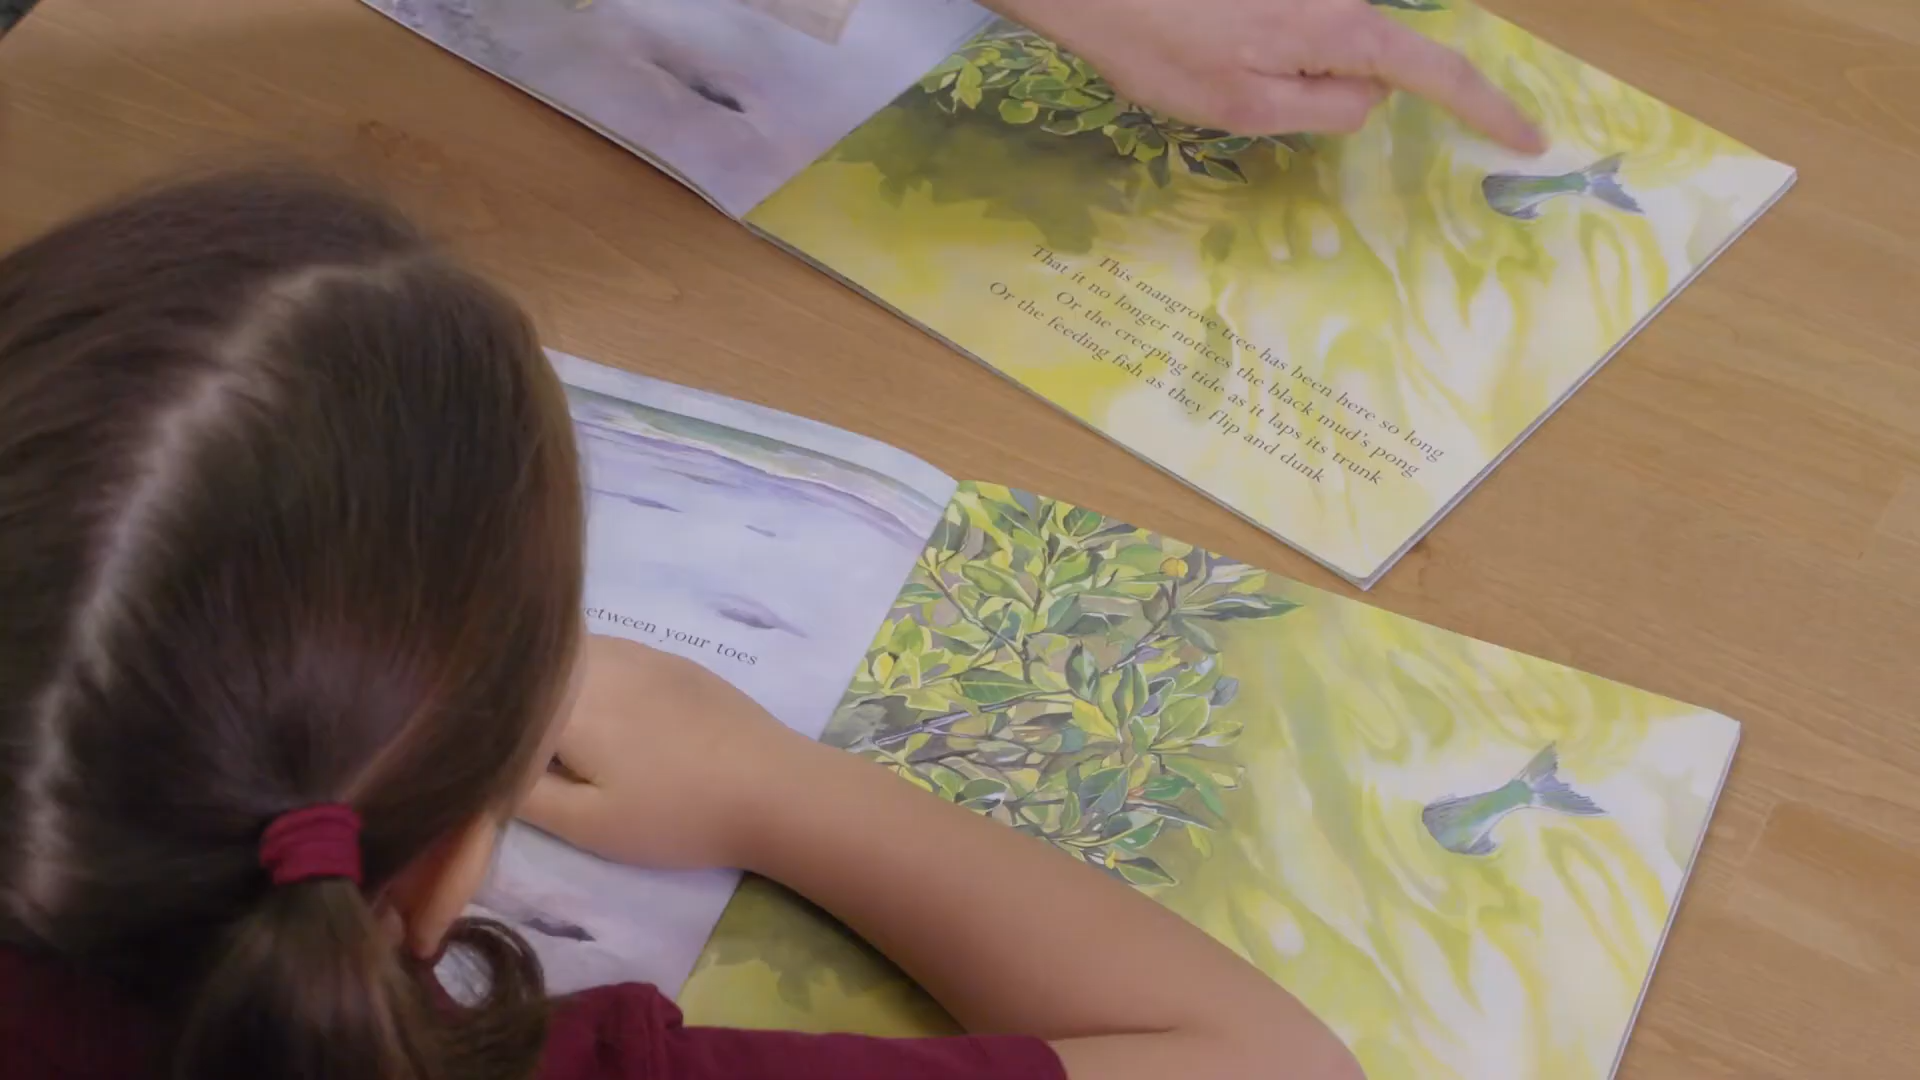 This mangrove tree has been here so long
That it no longer notices the black mud's pong
Or the creeping tide as it laps its trunk
Or the feeding fish as they flip and dunk
your toes